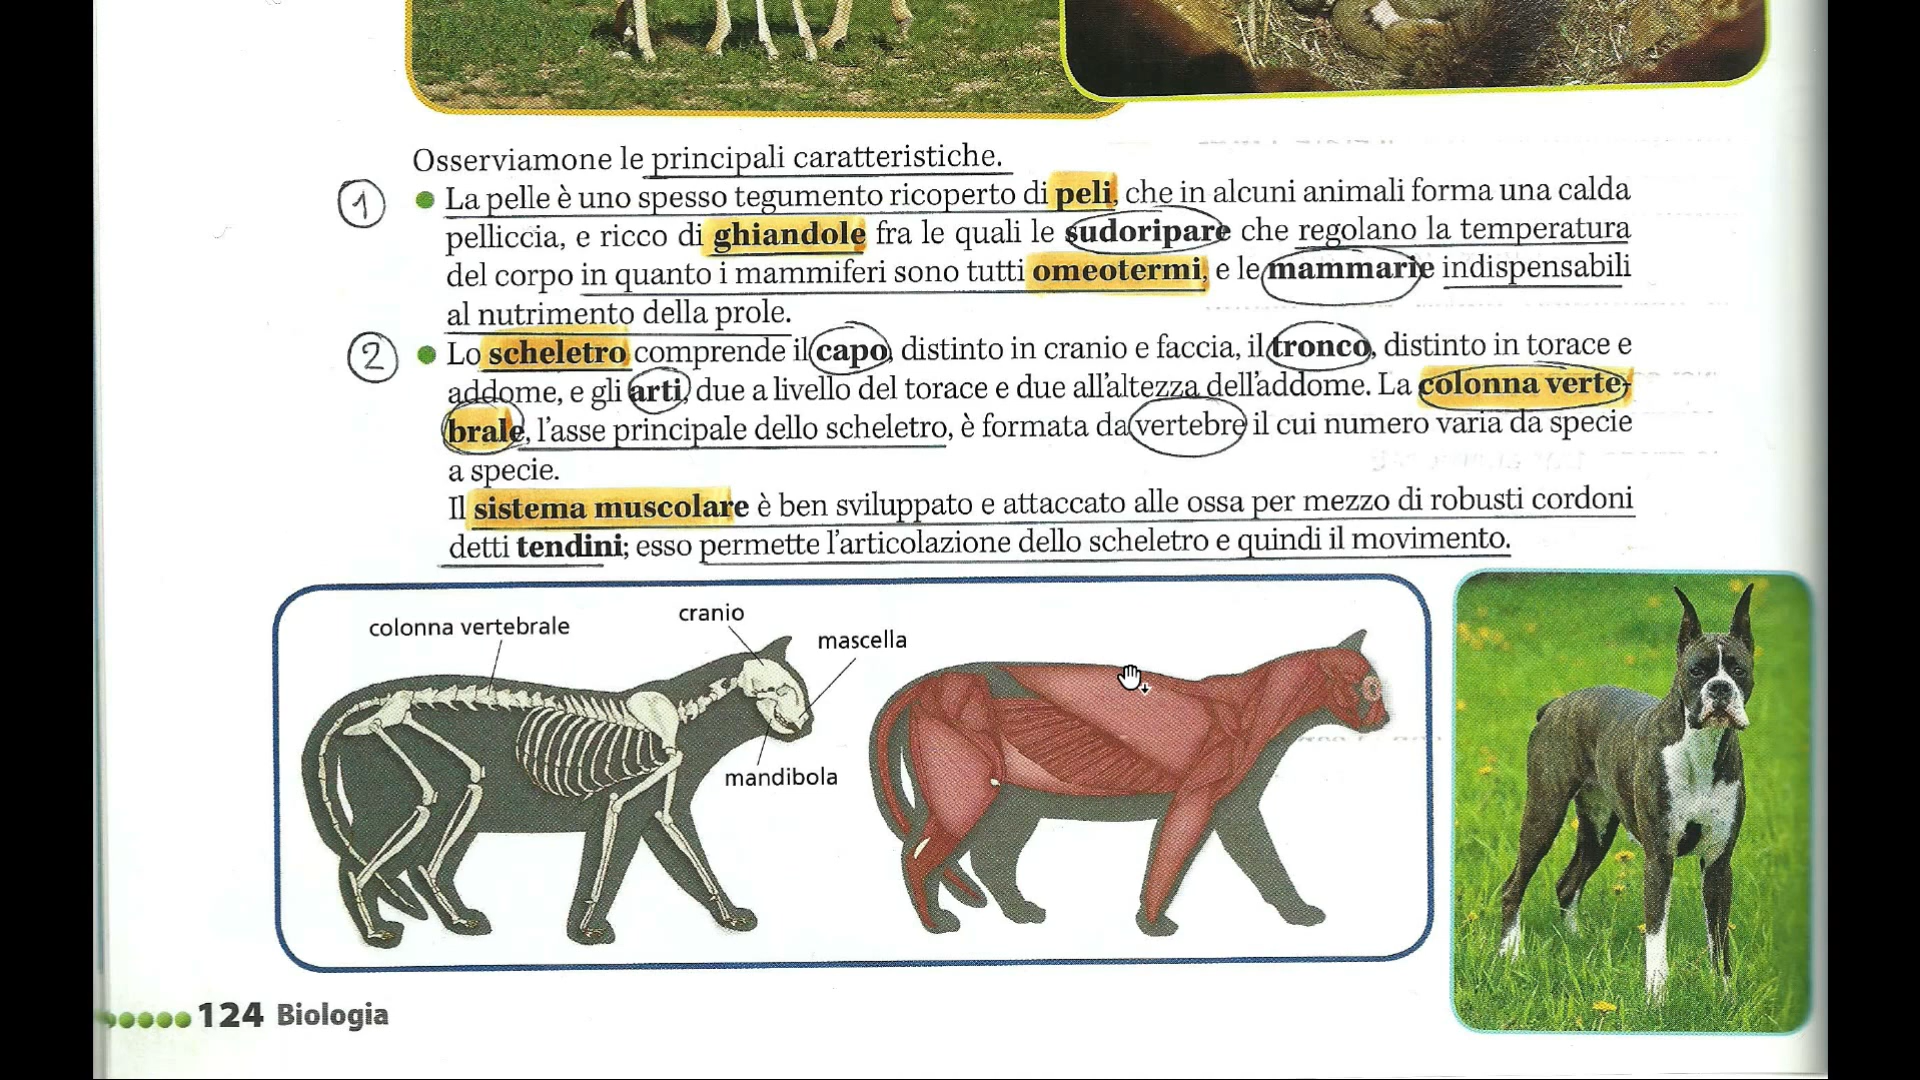 Osserviamone le principali caratteristiche.
1
● La pelle è uno spesso tegumento ricoperto di peli, che in alcuni animali forma una calda
pelliccia, e ricco di ghiandole fra le quali le sudoripare che regolano la temperatura
del corpo in quanto i mammiferi sono tutti omeotermi, e le mammarie indispensabili
al nutrimento della prole.
2
● Lo scheletro comprende il capo, distinto in cranio e faccia, il tronco, distinto in torace e
addome, e gli arti, due a livello del torace e due all'altezza dell'addome. La colonna verte-
brale, l'asse principale dello scheletro, è formata da vertebre il cui numero varia da specie
a specie.
Il sistema muscolare è ben sviluppato e attaccato alle ossa per mezzo di robusti cordoni
detti tendini; esso permette l'articolazione dello scheletro e quindi il movimento.
colonna vertebrale
cranio
mascella
mandibola
124 Biologia